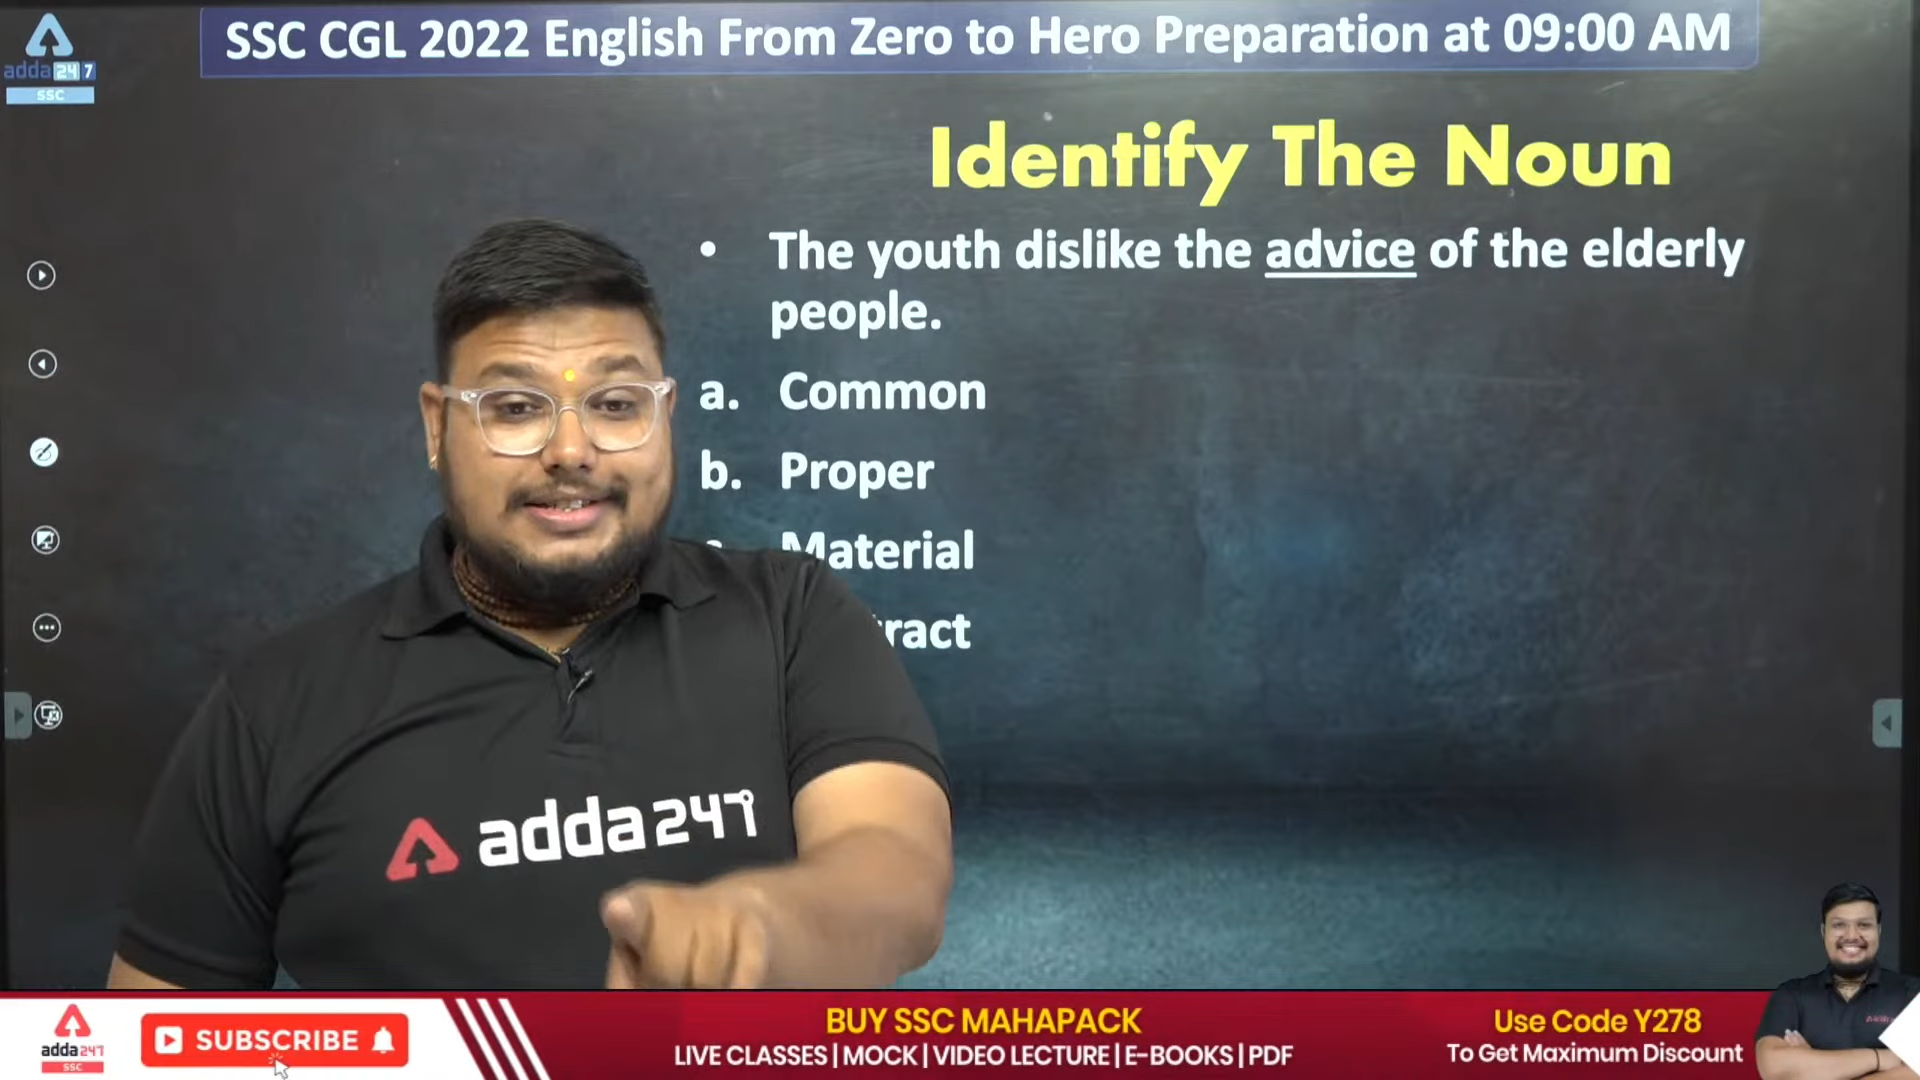 SSC CGL 2022 English From Zero to Hero Preparation at 09:00 AM
adda 24 7
SSC
Identify The Noun
• The youth dislike the advice of the elderly
people.
a. Common
b. Proper
Material
adda247
adda247
SSC
SUBSCRIBE
BUY SSC MAHAPACK
LIVE CLASSES | MOCK | VIDEO LECTURE | E-BOOKS | PDF
Use Code Y278
To Get Maximum Discount